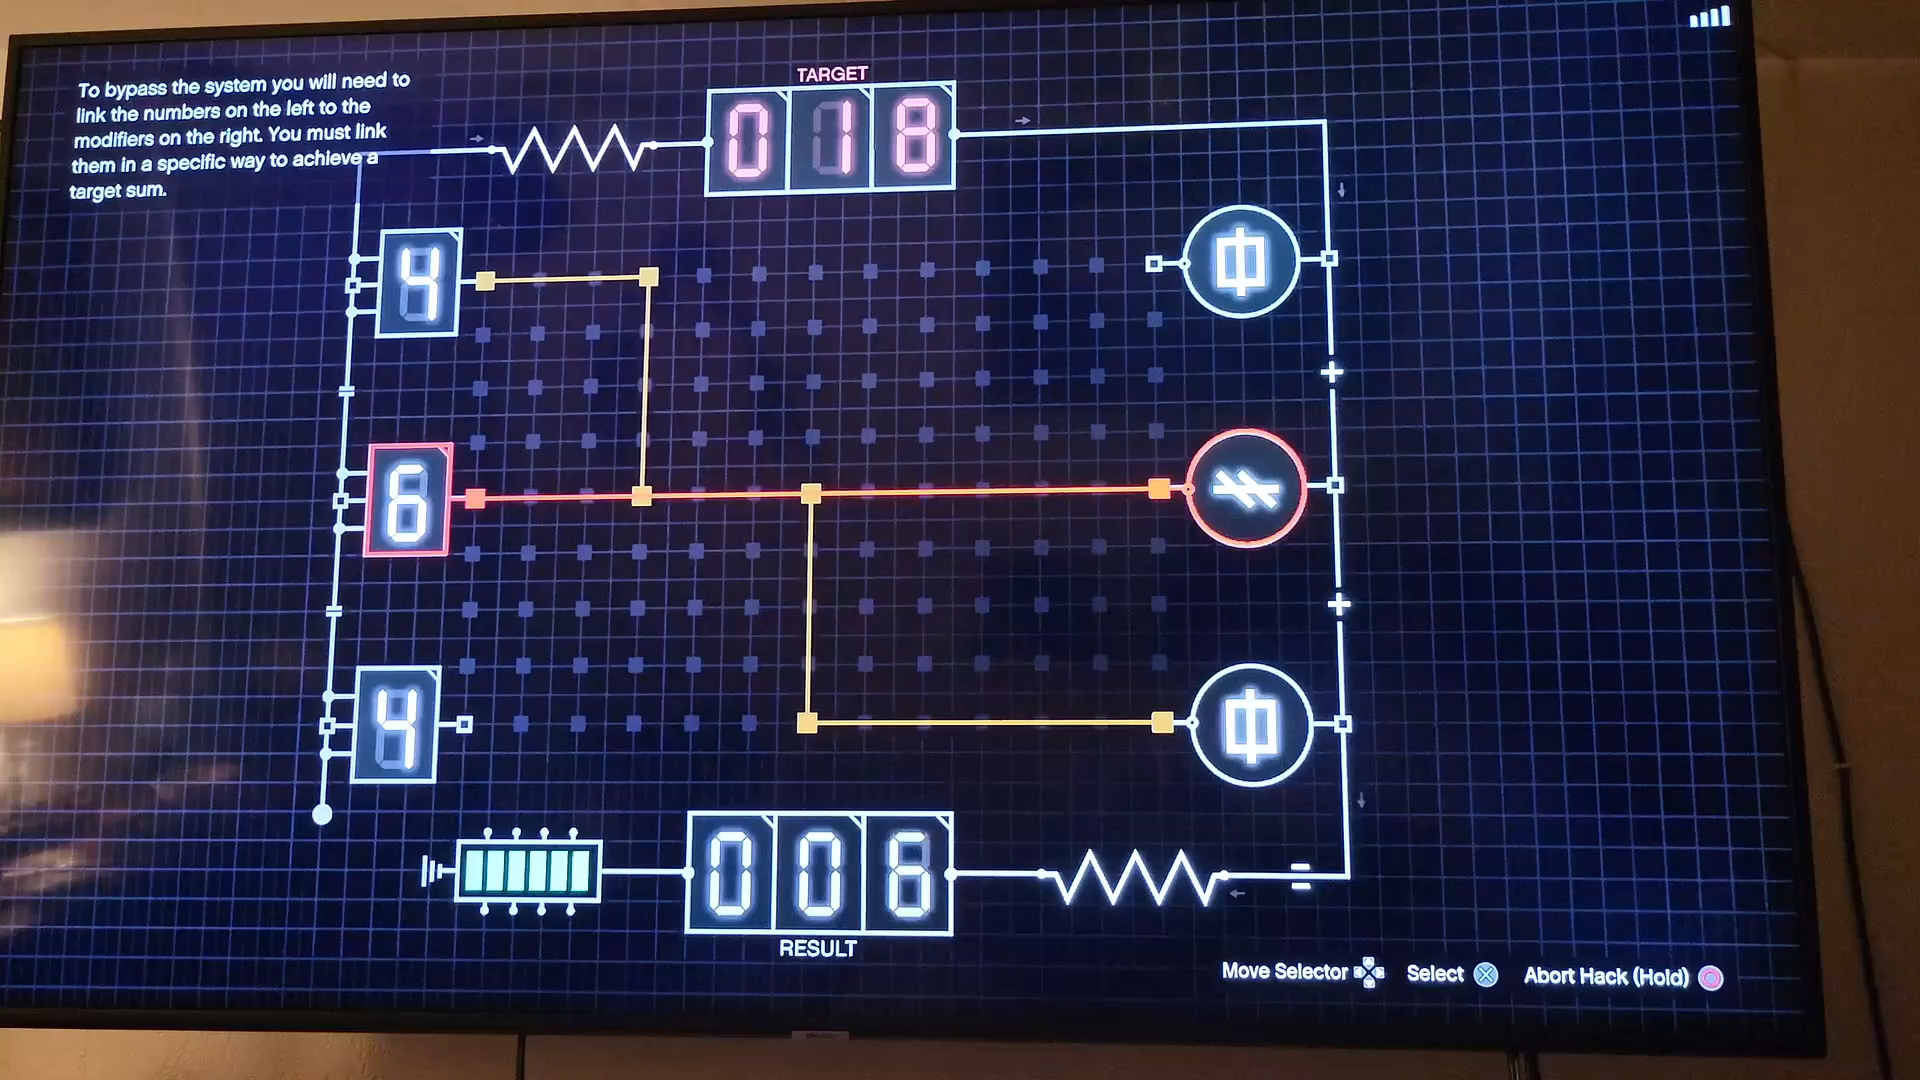 To bypass the system you will need to
link the numbers on the left to the
modifiers on the right. You must link
them in a specific way to achieve a
target sum.
TARGET
018
4
6
4
+
+
=
006
RESULT
Move Selector Select Abort Hack (Hold)